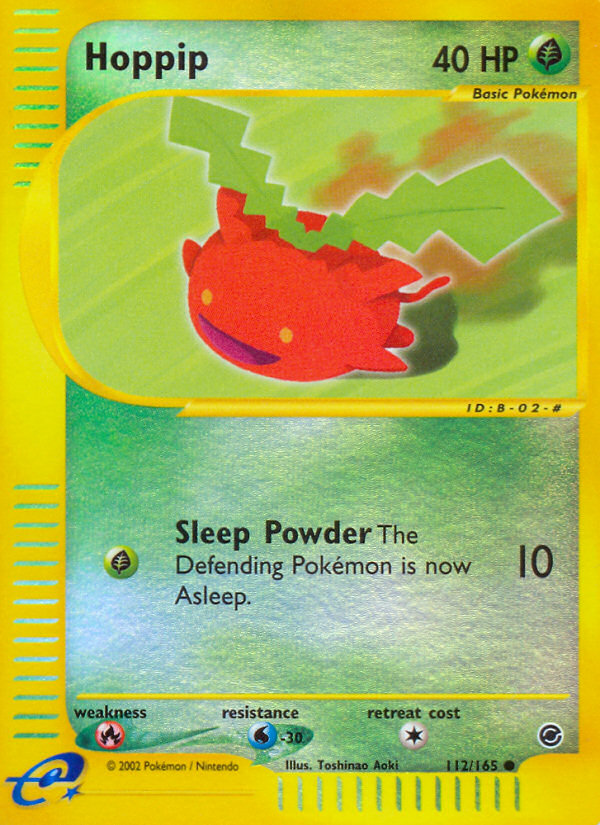 Hoppip
40 HP
Basic Pokémon
ID:B-02-#
Sleep Powder The
Defending Pokémon is now
Asleep.
10
weakness
resistance
retreat cost
-30
© 2002 Pokémon / Nintendo
Illus. Toshinao Aoki
112/165
e